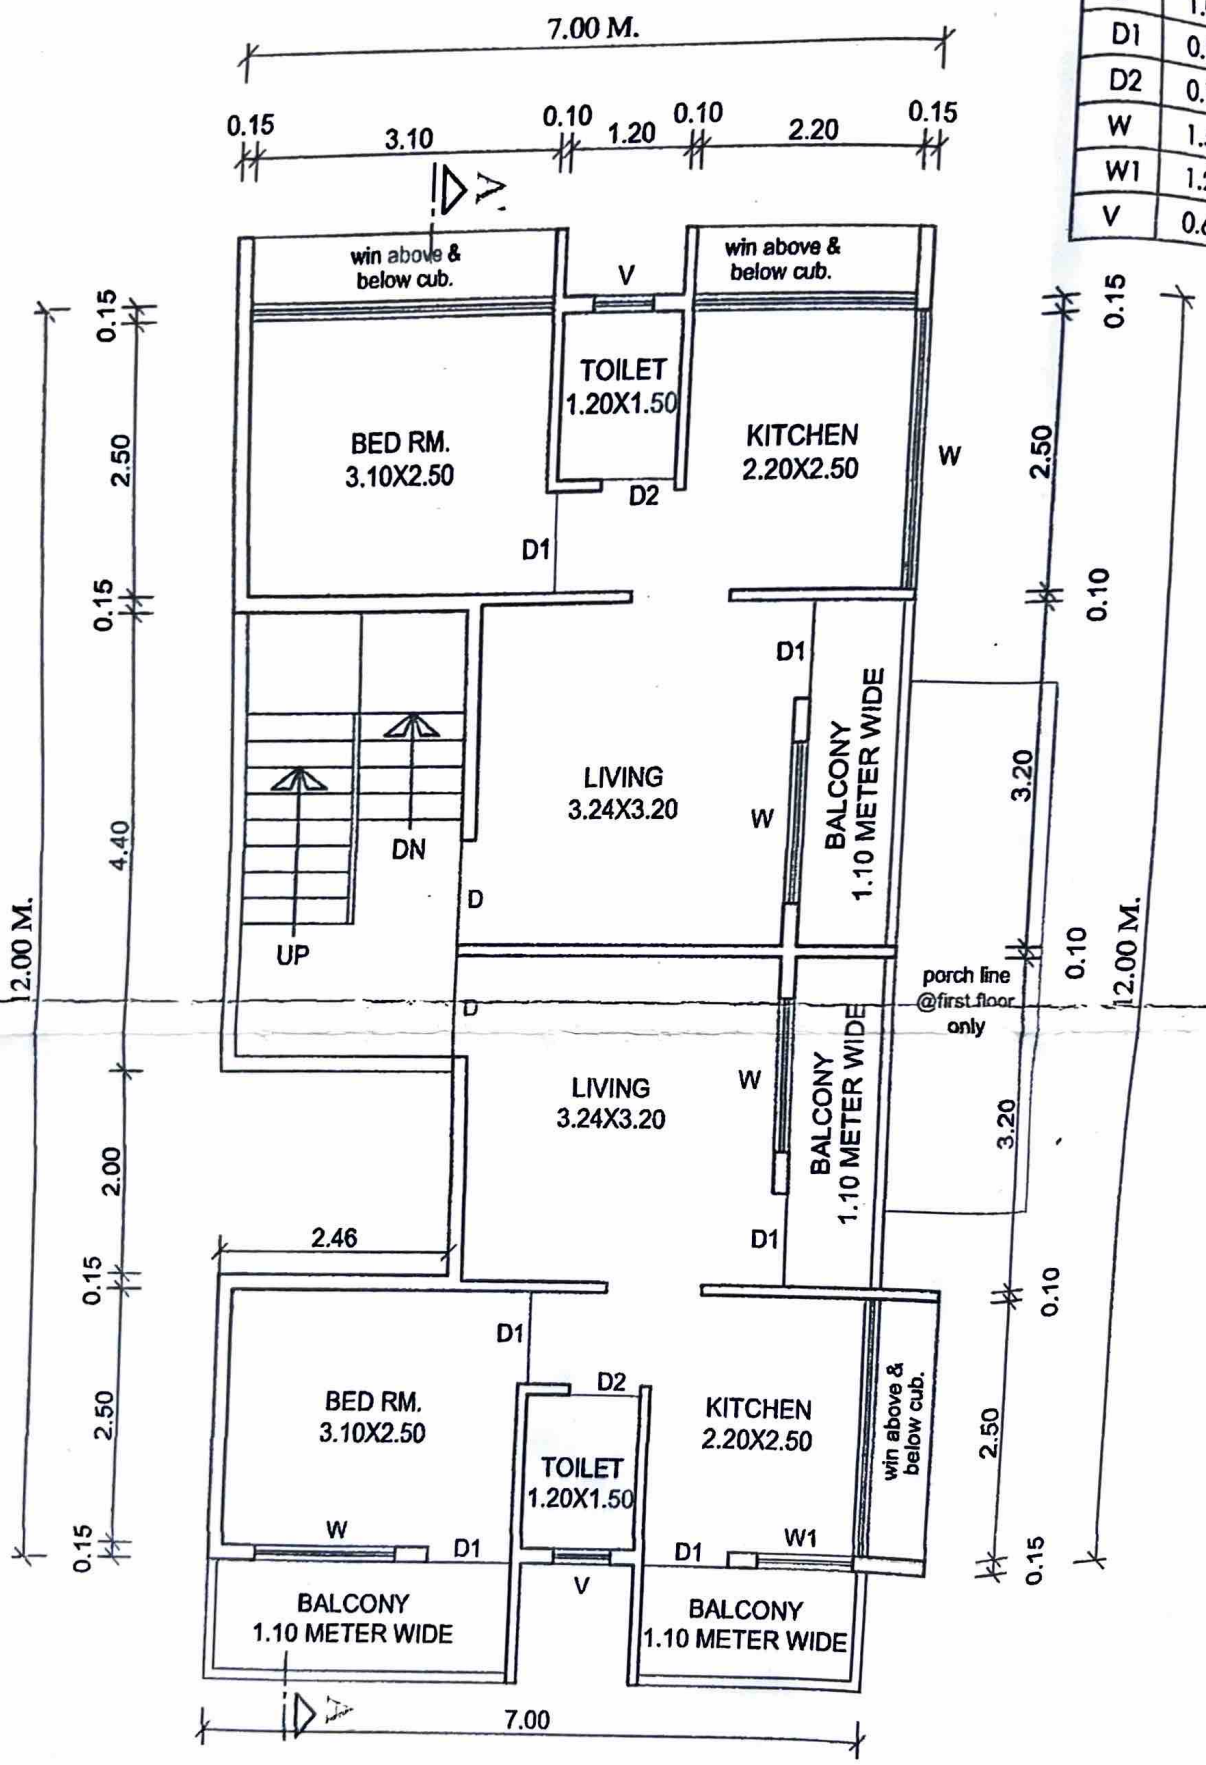 7.00 M.
0.15
3.10
0.10
1.20
0.10
2.20
0.15
D1
D2
W
W1
V
A'
win above &
below cub.
V
win above &
below cub.
0.15
0.15
TOILET
1.20X1.50
BED RM.
3.10X2.50
KITCHEN
2.20X2.50
W
2.50
2.50
D2
D1
0.15
0.10
D1
LIVING
3.24X3.20
W
BALCONY
1.10 METER WIDE
3.20
4.40
DN
UP
D
12.00 M.
0.10
12.00 M.
porch line
@first floor
only
D
LIVING
3.24X3.20
W
BALCONY
1.10 METER WIDE
3.20
2.00
2.46
D1
0.15
0.10
D1
BED RM.
3.10X2.50
D2
KITCHEN
2.20X2.50
win above &
below cub.
2.50
2.50
TOILET
1.20X1.50
W
D1
D1
W1
0.15
0.15
V
BALCONY
1.10 METER WIDE
BALCONY
1.10 METER WIDE
A
7.00